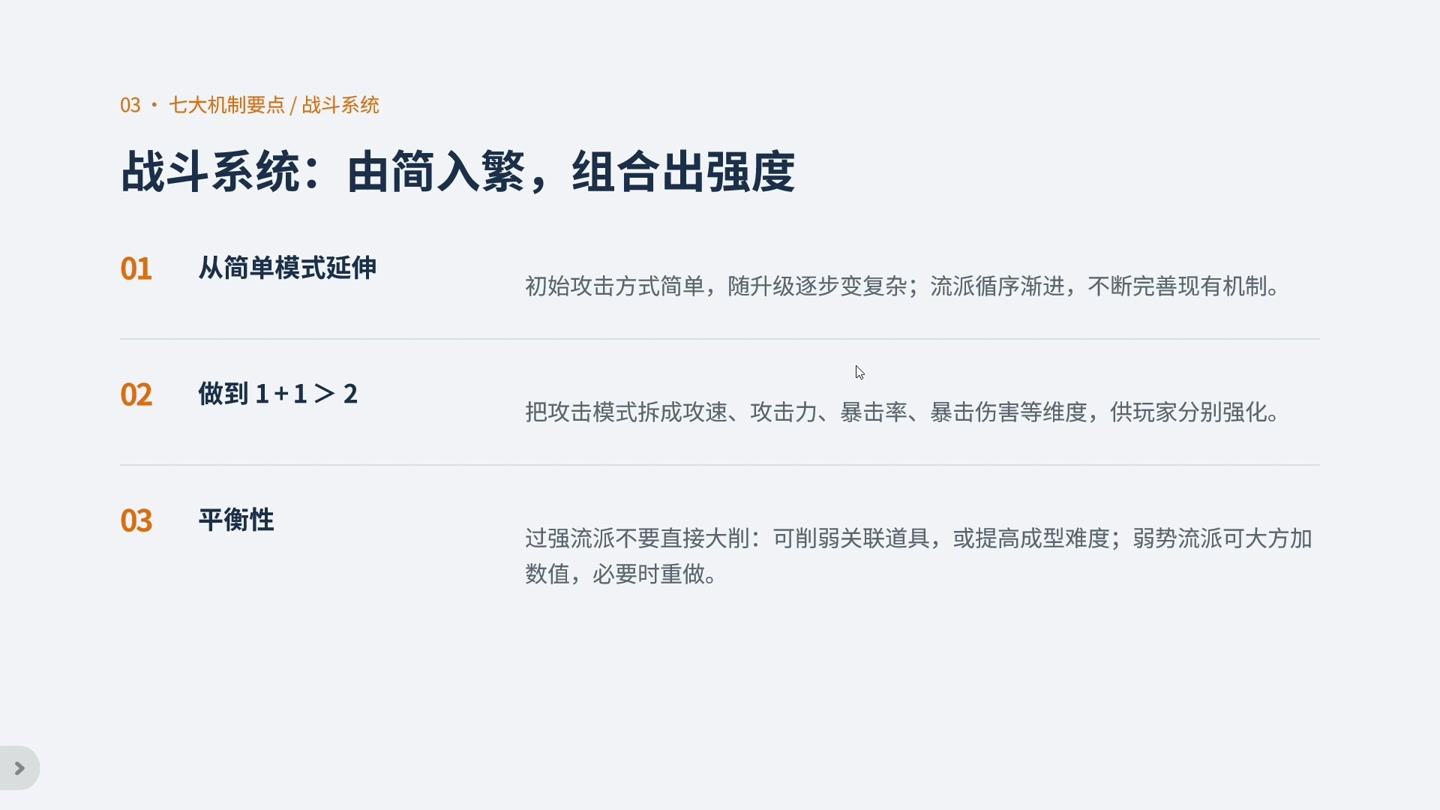 03 · 七大机制要点 / 战斗系统
战斗系统：由简入繁，组合出强度
01
从简单模式延伸
初始攻击方式简单，随升级逐步变复杂；流派循序渐进，不断完善现有机制。
02
做到 1 + 1 ＞ 2
把攻击模式拆成攻速、攻击力、暴击率、暴击伤害等维度，供玩家分别强化。
03
平衡性
过强流派不要直接大削：可削弱关联道具，或提高成型难度；弱势流派可大方加
数值，必要时重做。